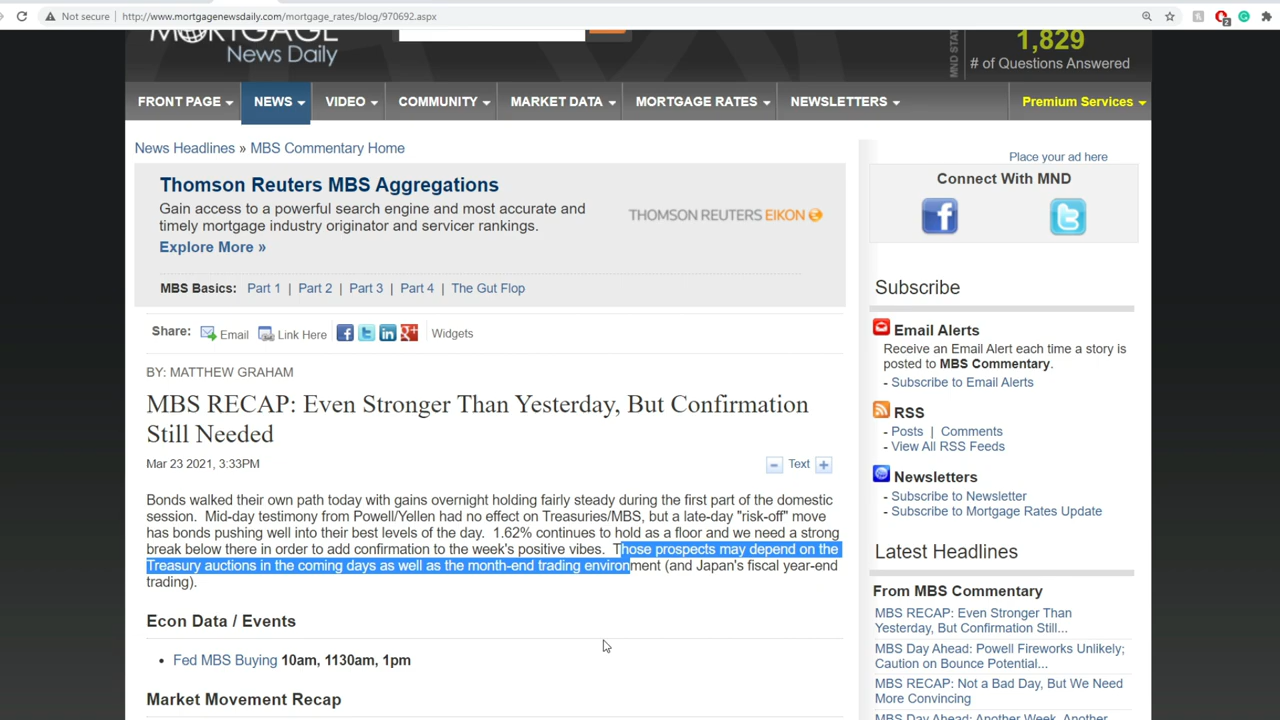 Not secure | http://www.mortgagenewsdaily.com/mortgage_rates/blog/970692.aspx
2
MORTGAGE
News Daily
MND STAT
1,829
# of Questions Answered
FRONT PAGE NEWS VIDEO COMMUNITY MARKET DATA MORTGAGE RATES NEWSLETTERS Premium Services
News Headlines » MBS Commentary Home
Thomson Reuters MBS Aggregations
Gain access to a powerful search engine and most accurate and
timely mortgage industry originator and servicer rankings.
Explore More »
THOMSON REUTERS EIKON
MBS Basics: Part 1 | Part 2 | Part 3 | Part 4 | The Gut Flop
Share: Email Link Here Widgets
BY: MATTHEW GRAHAM
MBS RECAP: Even Stronger Than Yesterday, But Confirmation
Still Needed
Mar 23 2021, 3:33PM
Text
Bonds walked their own path today with gains overnight holding fairly steady during the first part of the domestic
session. Mid-day testimony from Powell/Yellen had no effect on Treasuries/MBS, but a late-day "risk-off" move
has bonds pushing well into their best levels of the day. 1.62% continues to hold as a floor and we need a strong
break below there in order to add confirmation to the week's positive vibes. Those prospects may depend on the
Treasury auctions in the coming days as well as the month-end trading environment (and Japan's fiscal year-end
trading).
Econ Data / Events
• Fed MBS Buying 10am, 1130am, 1pm
Market Movement Recap
Place your ad here
Connect With MND
Subscribe
Email Alerts
Receive an Email Alert each time a story is
posted to MBS Commentary.
- Subscribe to Email Alerts
RSS
- Posts | Comments
- View All RSS Feeds
Newsletters
- Subscribe to Newsletter
- Subscribe to Mortgage Rates Update
Latest Headlines
From MBS Commentary
MBS RECAP: Even Stronger Than
Yesterday, But Confirmation Still...
MBS Day Ahead: Powell Fireworks Unlikely;
Caution on Bounce Potential...
MBS RECAP: Not a Bad Day, But We Need
More Convincing
MBS Day Ahead: Another Week, Another